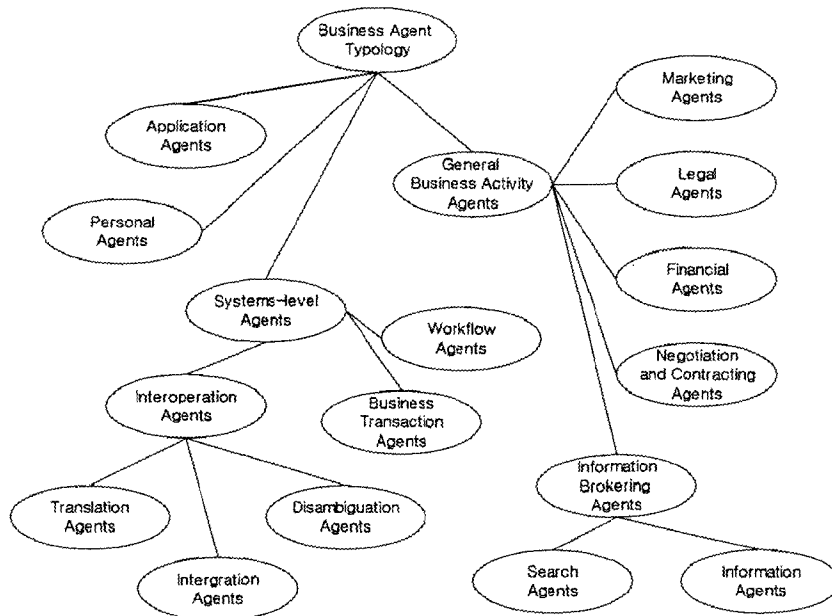 Business Agent
Typology
Application
Agents
Personal
Agents
General
Business Activity
Agents
Marketing
Agents
Legal
Agents
Financial
Agents
Negotiation
and Contracting
Agents
Systems-level
Agents
Workflow
Agents
Business
Transaction
Agents
Interoperation
Agents
Translation
Agents
Intergration
Agents
Disambiguation
Agents
Information
Brokering
Agents
Search
Agents
Information
Agents